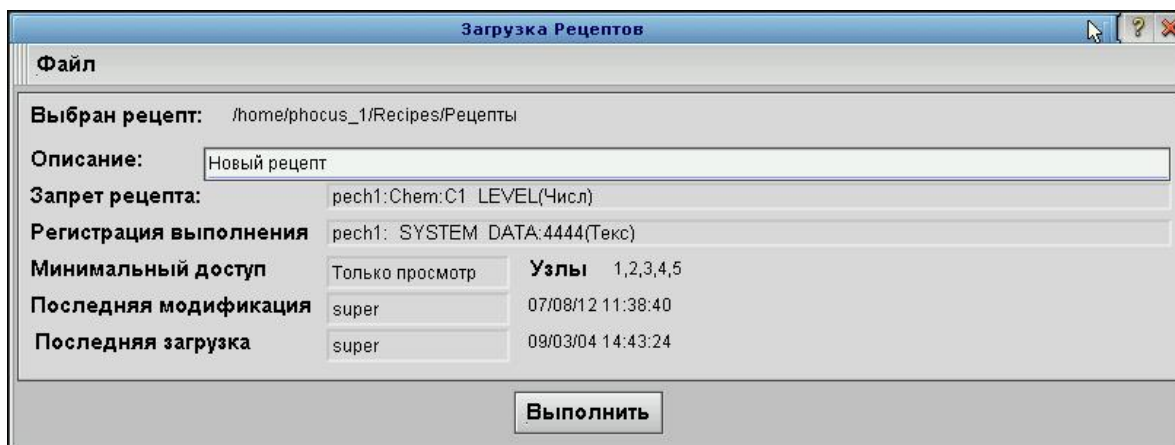 Загрузка Рецептов
?
Файл
Выбран рецепт: /home/phocus_1/Recipes/Рецепты
Описание: Новый рецепт
Запрет рецепта: pech1:Chem:C1 LEVEL(Числ)
Регистрация выполнения pech1: SYSTEM DATA:4444(Текс)
Минимальный доступ Только просмотр Узлы 1,2,3,4,5
Последняя модификация super 07/08/12 11:38:40
Последняя загрузка super 09/03/04 14:43:24
Выполнить